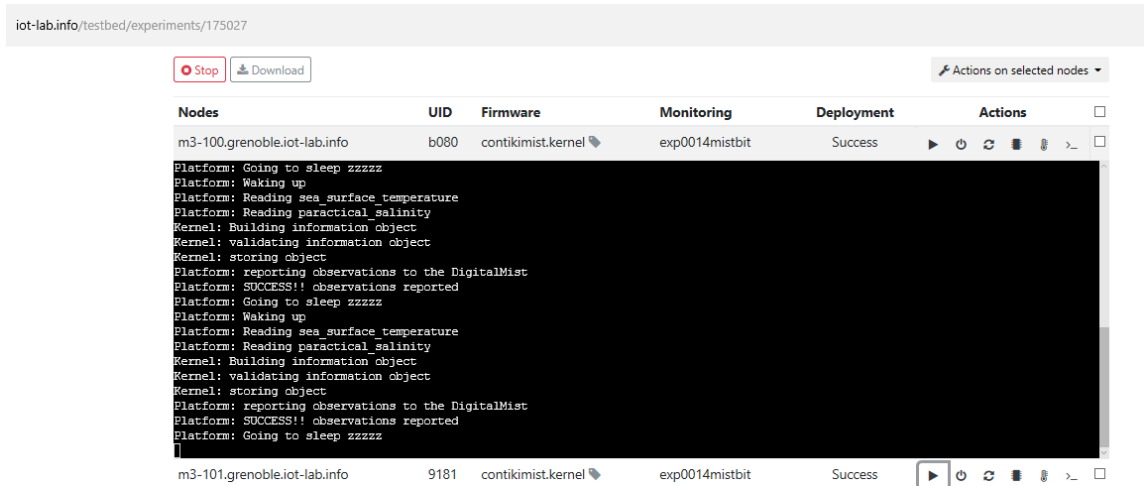 iot-lab.info/testbed/experiments/175027
Stop Download Actions on selected nodes
Nodes UID Firmware Monitoring Deployment Actions
m3-100.grenoble.iot-lab.info b080 contikimist.kernel exp0014mistbit Success >_
Platform: Going to sleep zzzzz
Platform: Waking up
Platform: Reading sea_surface_temperature
Platform: Reading paractical_salinity
Kernel: Building information object
Kernel: validating information object
Kernel: storing object
Platform: reporting observations to the DigitalMist
Platform: SUCCESS!! observations reported
Platform: Going to sleep zzzzz
Platform: Waking up
Platform: Reading sea_surface_temperature
Platform: Reading paractical_salinity
Kernel: Building information object
Kernel: validating information object
Kernel: storing object
Platform: reporting observations to the DigitalMist
Platform: SUCCESS!! observations reported
Platform: Going to sleep zzzzz
m3-101.grenoble.iot-lab.info 9181 contikimist.kernel exp0014mistbit Success >_